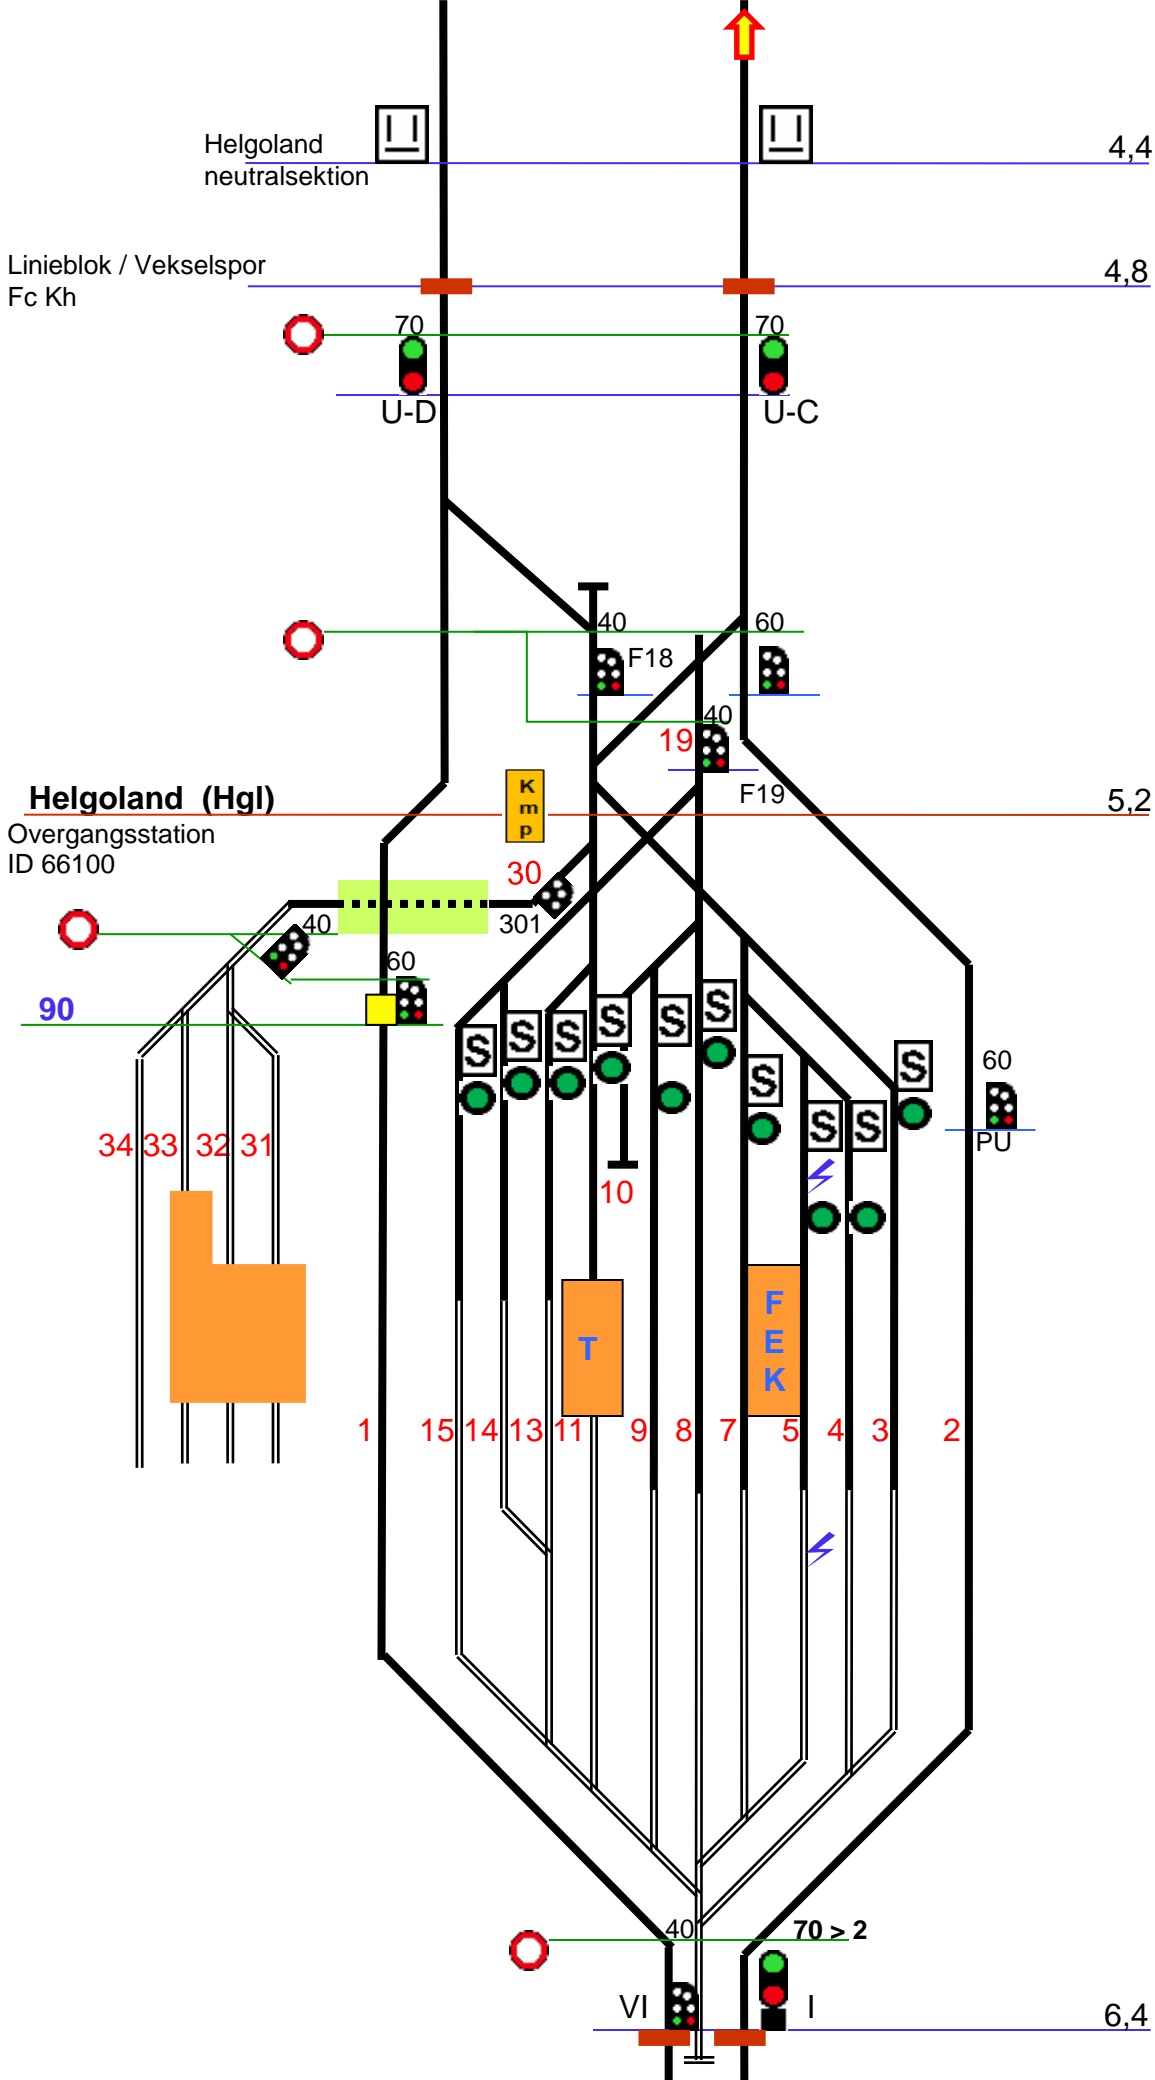 Helgoland
neutralsektion
4,4
Linieblok / Vekselspor
Fc Kh
4,8
70
70
U-D
U-C
40
60
F18
40
19
F19
K
m
p
Helgoland (Hgl)
5,2
Overgangsstation
ID 66100
30
301
40
60
90
S
S
S
S
S
S
S
S
S
S
60
PU
34 33 32 31
10
T
F
E
K
1 15 14 13 11 9 8 7 5 4 3 2
40
70 > 2
VI
I
6,4